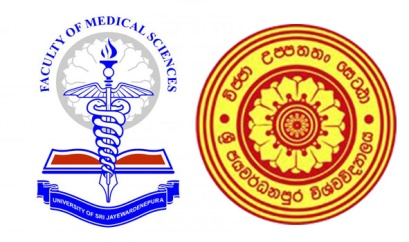 FACULTY OF MEDICAL SCIENCES
UNIVERSITY OF SRI JAYEWARDENEPURA
විජ්ජා උප්පතතං සෙට්ඨා
ශ්‍රී ජයවර්ධනපුර විශ්වවිද්‍යාලය